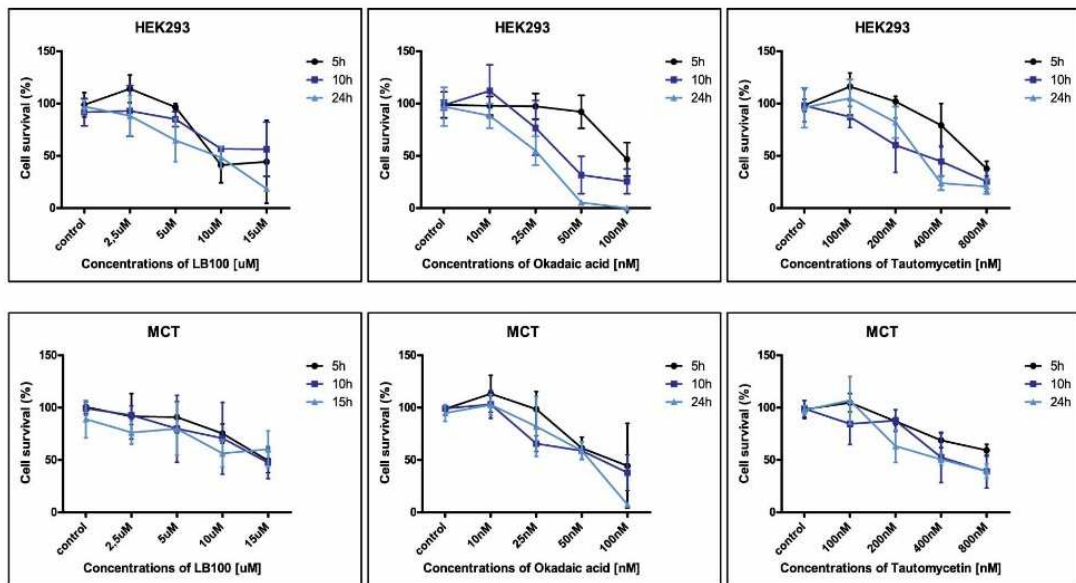 HEK293
150
100
50
0
Cell survival (%)
5h
10h
24h
control
2,5uM
5uM
10uM
15uM
Concentrations of LB100 [uM]
HEK293
150
100
50
0
Cell survival (%)
5h
10h
24h
control
10nM
25nM
50nM
100nM
Concentrations of Okadaic acid [nM]
HEK293
150
100
50
0
Cell survival (%)
5h
10h
24h
control
100nM
200nM
400nM
800nM
Concentrations of Tautomycetin [nM]
MCT
150
100
50
0
Cell survival (%)
5h
10h
15h
control
2,5uM
5uM
10uM
15uM
Concentrations of LB100 [uM]
MCT
150
100
50
0
Cell survival (%)
5h
10h
24h
control
10nM
25nM
50nM
100nM
Concentrations of Okadaic acid [nM]
MCT
150
100
50
0
Cell survival (%)
5h
10h
24h
control
100nM
200nM
400nM
800nM
Concentrations of Tautomycetin [nM]